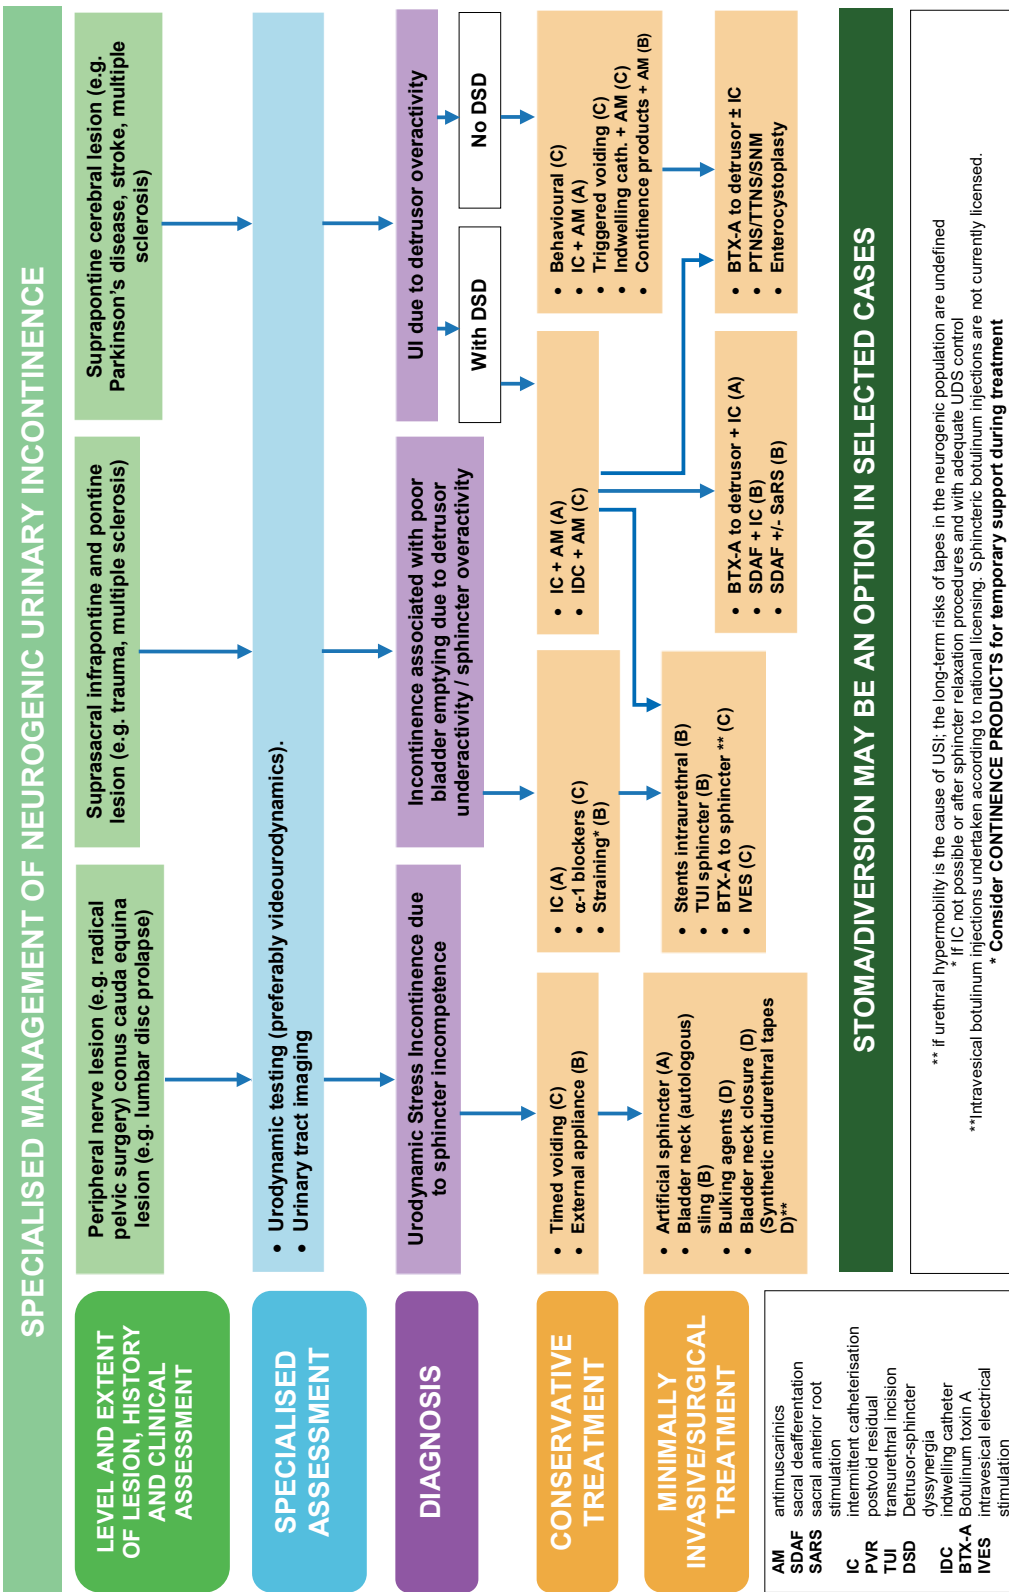 SPECIALISED MANAGEMENT OF NEUROGENIC URINARY INCONTINENCE
LEVEL AND EXTENT
OF LESION, HISTORY
AND CLINICAL
ASSESSMENT
Peripheral nerve lesion (e.g. radical
pelvic surgery) conus cauda equina
lesion (e.g. lumbar disc prolapse)
Suprasacral infrapontine and pontine
lesion (e.g. trauma, multiple sclerosis)
Suprapontine cerebral lesion (e.g.
Parkinson's disease, stroke, multiple
sclerosis)
SPECIALISED
ASSESSMENT
• Urodynamic testing (preferably videourodynamics).
• Urinary tract imaging
DIAGNOSIS
Urodynamic Stress Incontinence due
to sphincter incompetence
Incontinence associated with poor
bladder emptying due to detrusor
underactivity / sphincter overactivity
UI due to detrusor overactivity
With DSD
No DSD
CONSERVATIVE
TREATMENT
• Timed voiding (C)
• External appliance (B)
• IC (A)
• α-1 blockers (C)
• Straining* (B)
• IC + AM (A)
• IDC + AM (C)
• Behavioural (C)
• IC + AM (A)
• Triggered voiding (C)
• Indwelling cath. + AM (C)
• Continence products + AM (B)
MINIMALLY
INVASIVE/SURGICAL
TREATMENT
• Artificial sphincter (A)
• Bladder neck (autologous)
sling (B)
• Bulking agents (D)
• Bladder neck closure (D)
(Synthetic midurethral tapes
D)**
• Stents intraurethral (B)
• TUI sphincter (B)
• BTX-A to sphincter ** (C)
• IVES (C)
• BTX-A to detrusor + IC (A)
• SDAF + IC (B)
• SDAF +/- SaRS (B)
• BTX-A to detrusor ± IC
• PTNS/TTNS/SNM
• Enterocystoplasty
STOMA/DIVERSION MAY BE AN OPTION IN SELECTED CASES
AM antimuscarinics
SDAF sacral deafferentation
SARS sacral anterior root
stimulation
IC intermittent catheterisation
PVR postvoid residual
TUI transurethral incision
DSD Detrusor-sphincter
dyssynergia
IDC indwelling catheter
BTX-A Botulinum toxin A
IVES intravesical electrical
stimulation
** if urethral hypermobility is the cause of USI; the long-term risks of tapes in the neurogenic population are undefined
* If IC not possible or after sphincter relaxation procedures and with adequate UDS control
**Intravesical botulinum injections undertaken according to national licensing. Sphincteric botulinum injections are not currently licensed.
* Consider CONTINENCE PRODUCTS for temporary support during treatment